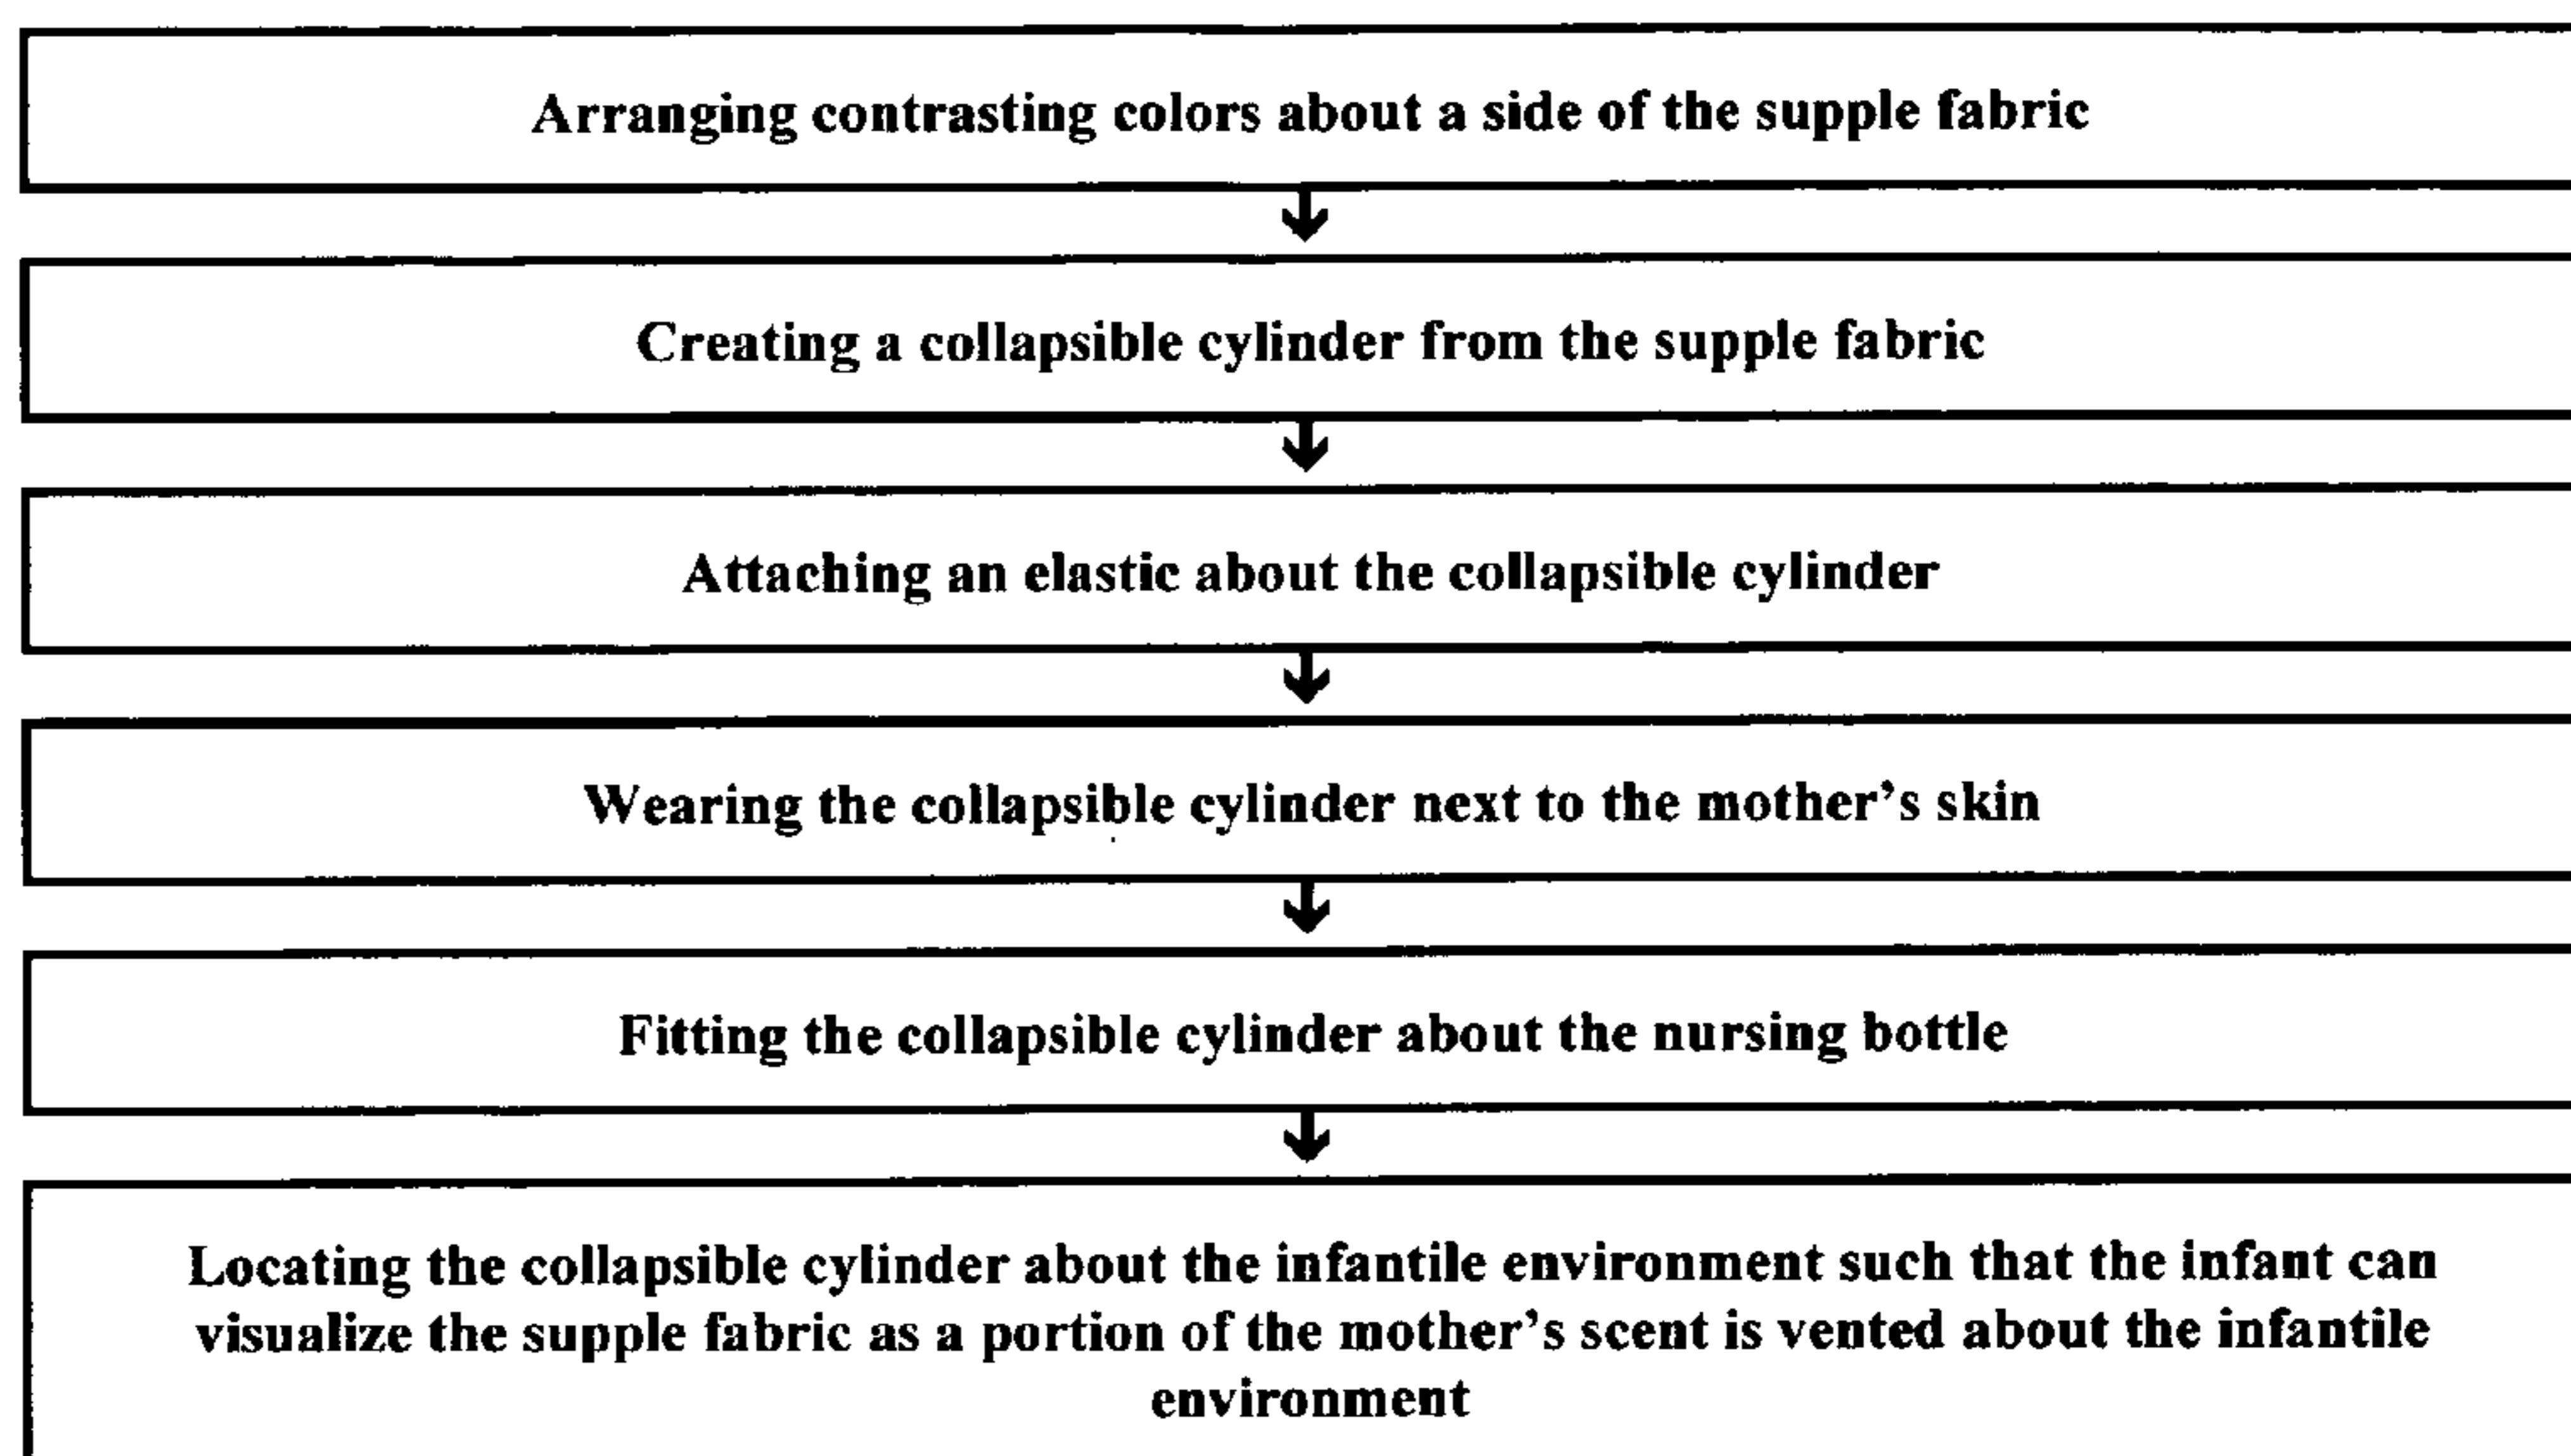 Arranging contrasting colors about a side of the supple fabric
Creating a collapsible cylinder from the supple fabric
Attaching an elastic about the collapsible cylinder
Wearing the collapsible cylinder next to the mother's skin
Fitting the collapsible cylinder about the nursing bottle
Locating the collapsible cylinder about the infantile environment such that the infant can
visualize the supple fabric as a portion of the mother's scent is vented about the infantile
environment